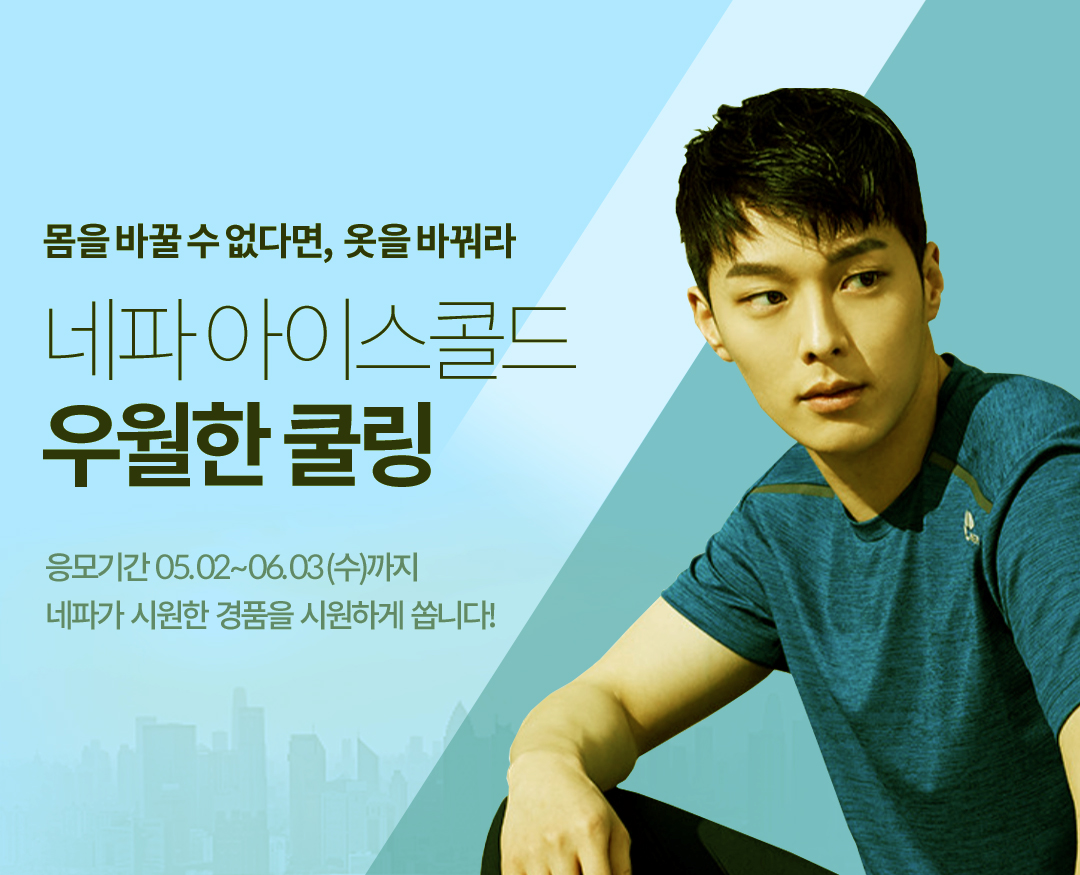 몸을 바꿀 수 없다면, 옷을 바꿔라
네파 아이스콜드
우월한 쿨링
응모기간 05.02~06.03(수)까지
네파가 시원한 경품을 시원하게 쏩니다!